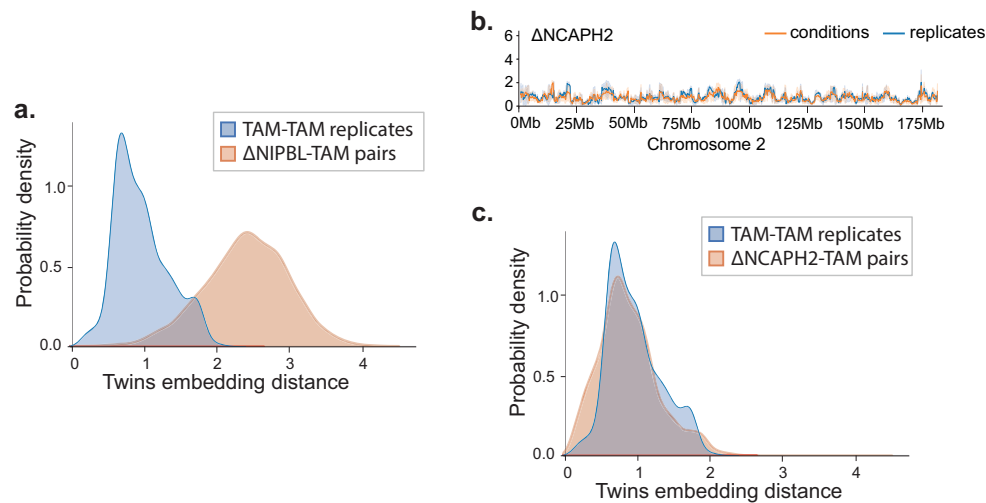 a.
TAM-TAM replicates
ΔNIPBL-TAM pairs
Probability density
1.0
0.5
0.0
0 1 2 3 4
Twins embedding distance
b.
ΔNCAPH2
conditions replicates
6
4
2
0
0Mb 25Mb 50Mb 75Mb 100Mb 125Mb 150Mb 175Mb
Chromosome 2
c.
TAM-TAM replicates
ΔNCAPH2-TAM pairs
Probability density
1.0
0.5
0.0
0 1 2 3 4
Twins embedding distance